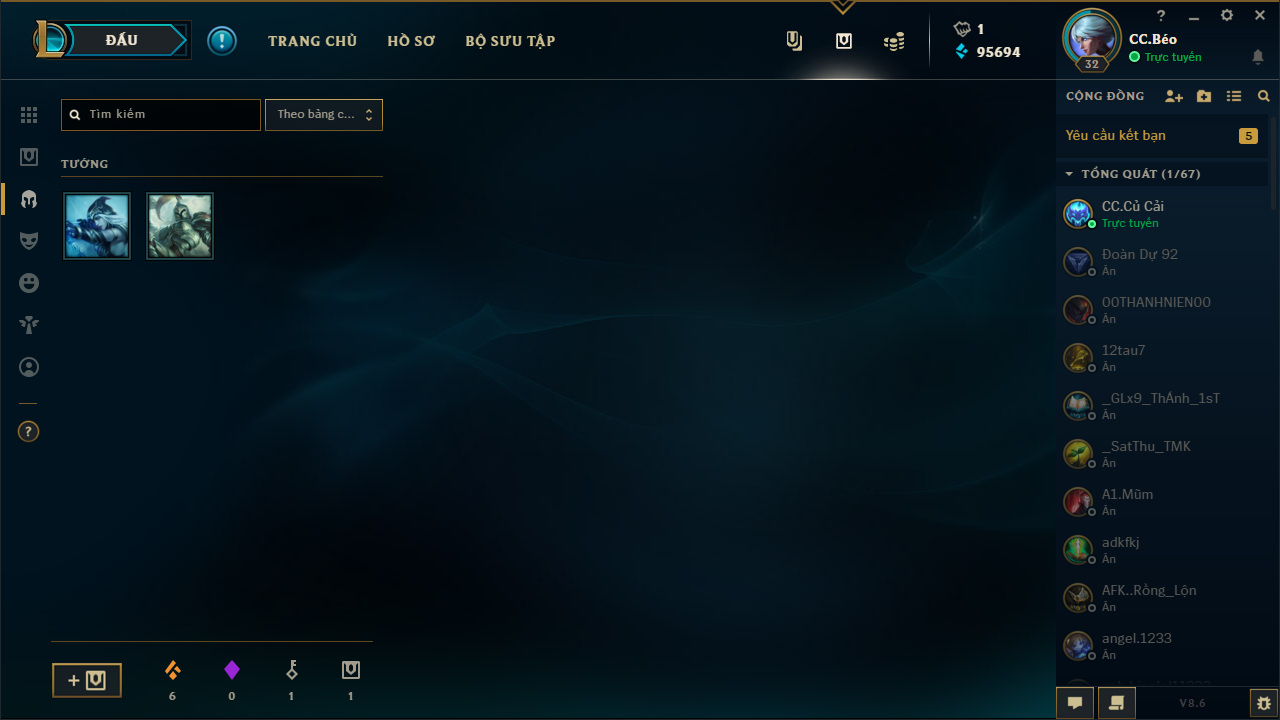 ĐẤU
!
TRANG CHỦ
HỒ SƠ
BỘ SƯU TẬP
1
95694
?
32
CC.Béo
Trực tuyến
Tìm kiếm
Theo bảng c...
TƯỚNG
?
+
6
0
1
1
CỘNG ĐỒNG
Yêu cầu kết bạn
5
TỔNG QUÁT (1/67)
CC.Củ Cải
Trực tuyến
Đoàn Dự 92
Ẩn
OOTHANHNIENOO
Ẩn
12tau7
Ẩn
_GLx9_ThÁnh_1sT
Ẩn
_SatThu_TMK
Ẩn
A1.Mũm
Ẩn
adkfkj
Ẩn
AFK..Rồng_Lộn
Ẩn
angel.1233
Ẩn
V8.6